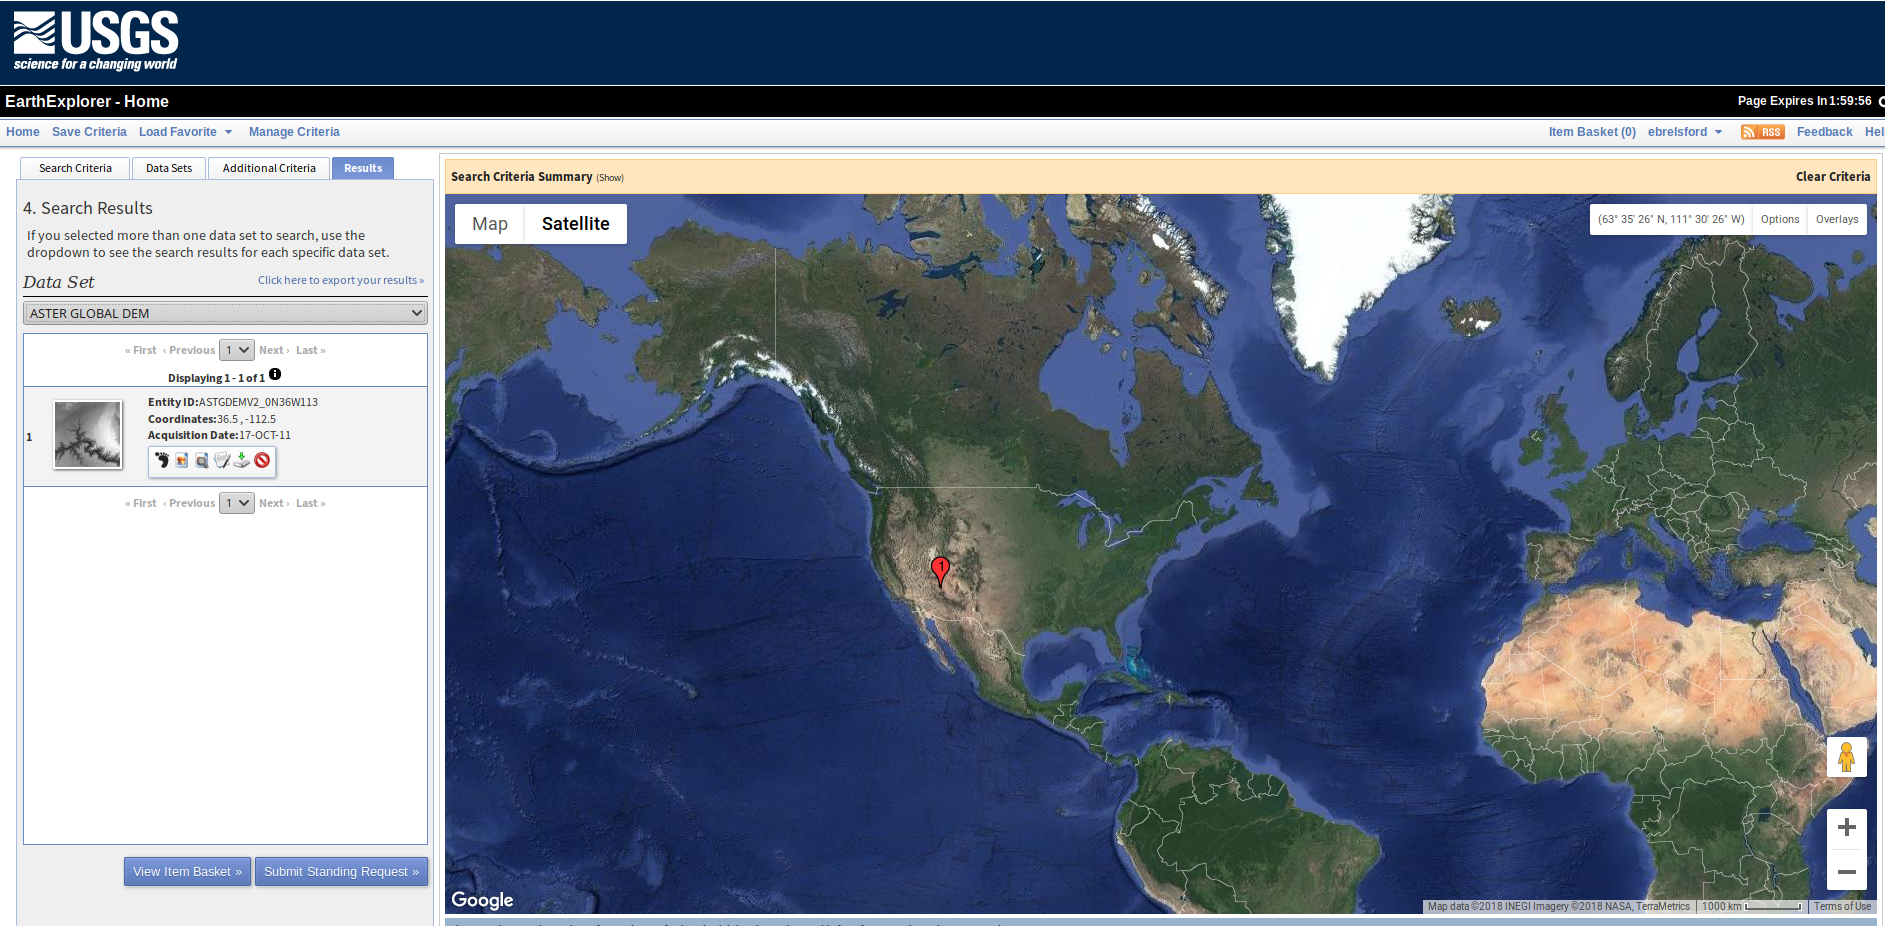 USGS
science for a changing world
EarthExplorer - Home
Page Expires In 1:59:56
Home Save Criteria Load Favorite Manage Criteria
Item Basket (0) ebrelsford RSS Feedback Hel
Search Criteria Data Sets Additional Criteria Results
4. Search Results
If you selected more than one data set to search, use the
dropdown to see the search results for each specific data set.
Data Set
Click here to export your results »
ASTER GLOBAL DEM
« First ‹ Previous 1 Next › Last »
Displaying 1 - 1 of 1
1
Entity ID:ASTGDEMV2_0N36W113
Coordinates:36.5 , -112.5
Acquisition Date:17-OCT-11
« First ‹ Previous 1 Next › Last »
View Item Basket »
Submit Standing Request »
Search Criteria Summary (Show)
Clear Criteria
Map Satellite
(63° 35' 26" N, 111° 30' 26" W) Options Overlays
1
Google
Map data ©2018 INEGI Imagery ©2018 NASA, TerraMetrics 1000 km Terms of Use